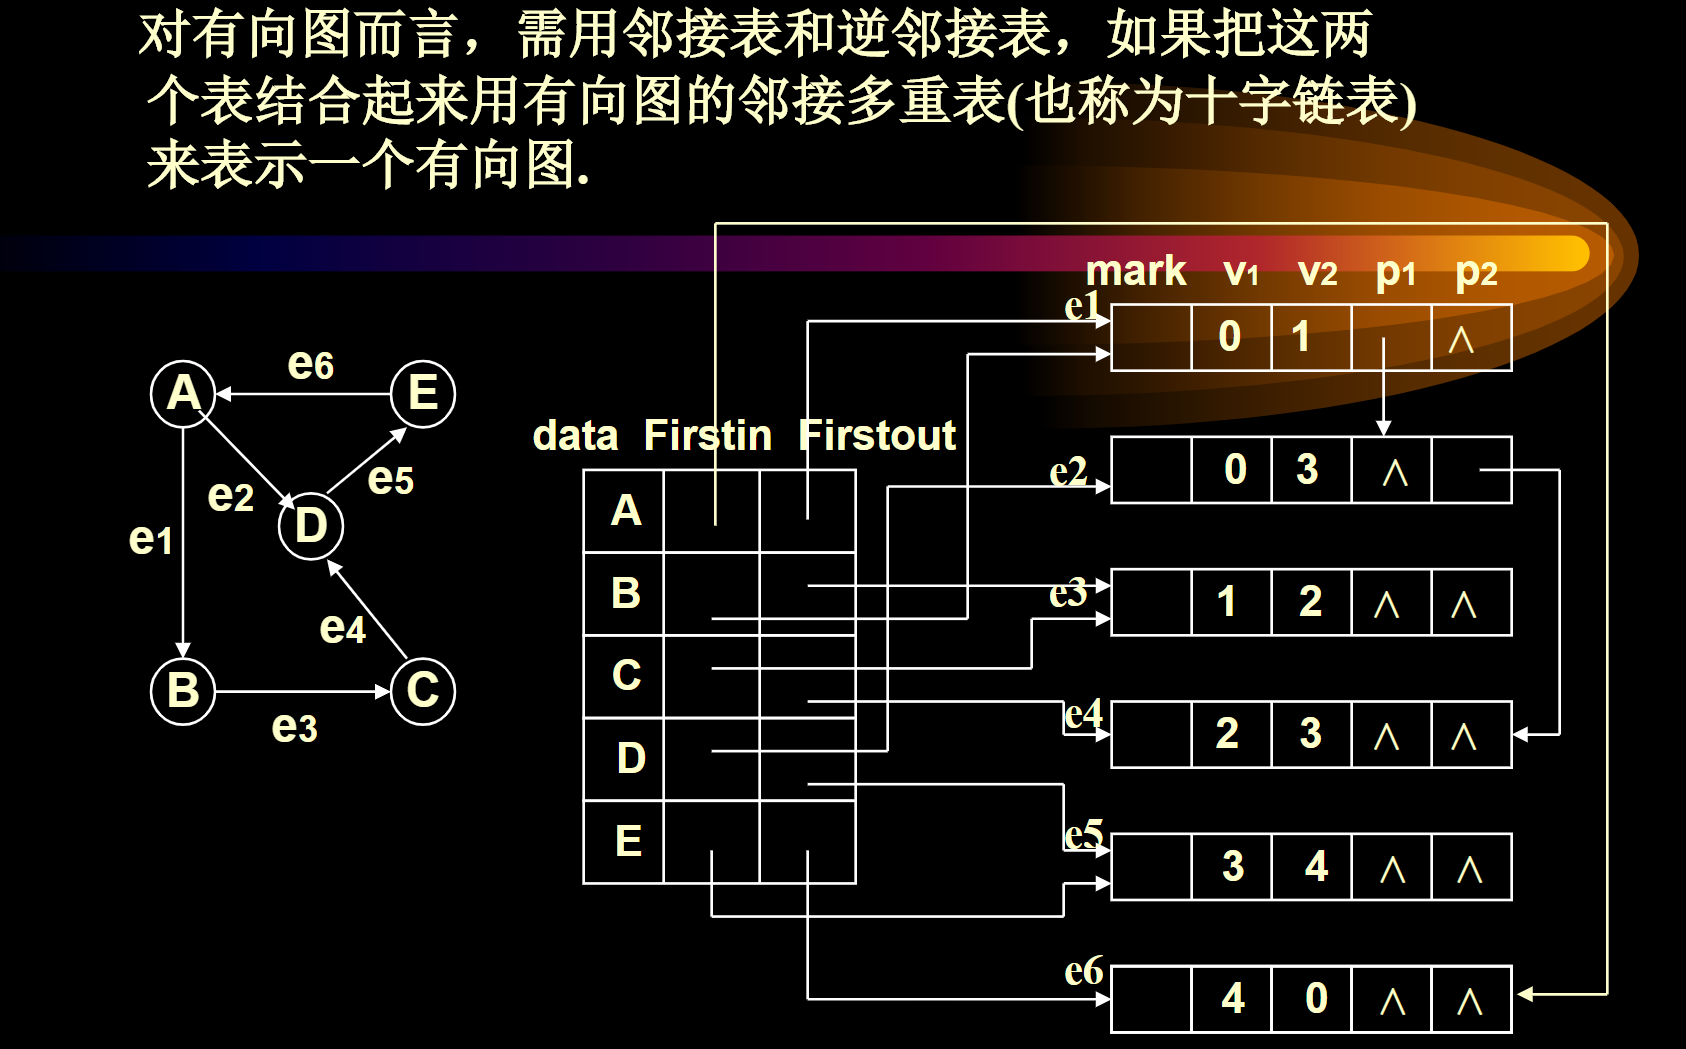 对有向图而言，需用邻接表和逆邻接表，如果把这两
个表结合起来用有向图的邻接多重表(也称为十字链表)
来表示一个有向图.
mark v1 v2 p1 p2
e1 0 1 ∧
e6
A E
data Firstin Firstout
e2 0 3 ∧
e5
e2
A
D
e1
B
e3 1 2 ∧ ∧
e4
C
B C
e3
e4 2 3 ∧ ∧
D
E
e5 3 4 ∧ ∧
e6 4 0 ∧ ∧